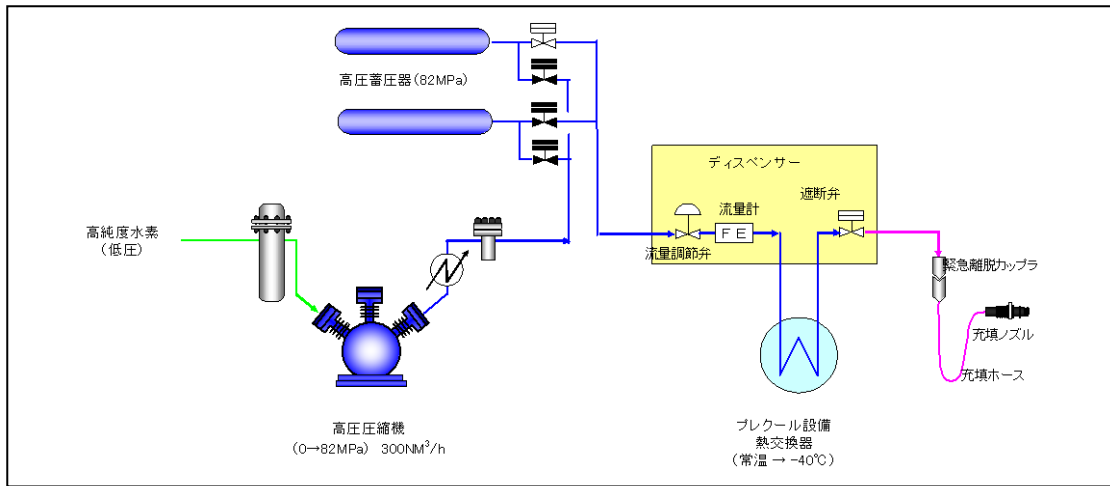 高圧蓄圧器(82MPa)
ディスペンサー
遮断弁
流量計
高純度水素
(低圧)
FE
流量調節弁
緊急離脱カップラ
充填ノズル
充填ホース
高圧圧縮機
(0→82MPa) 300NM³/h
プレクール設備
熱交換器
(常温 → -40℃)